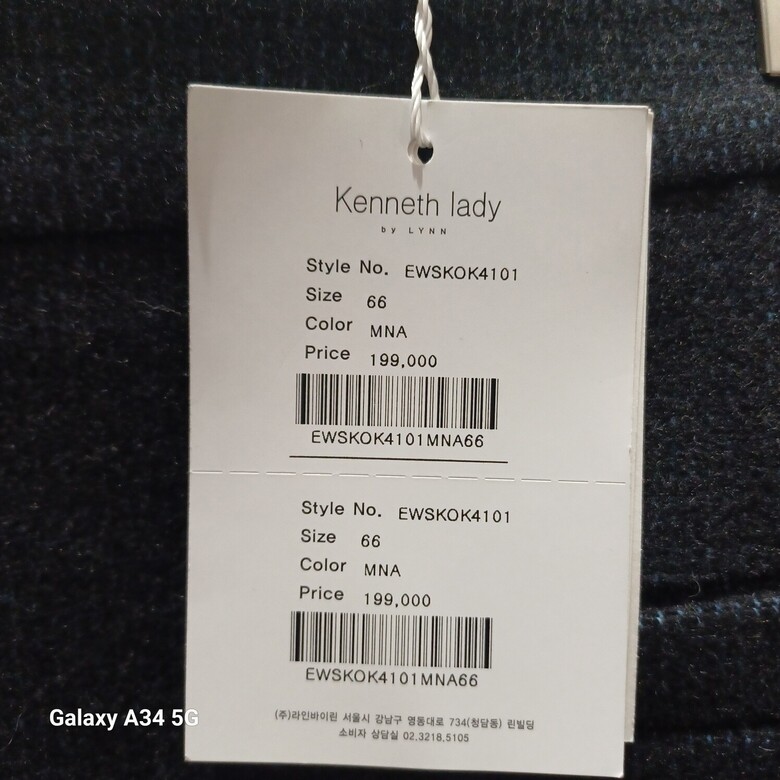 Kenneth lady
by LYNN
Style No. EWSKOK4101
Size 66
Color MNA
Price 199,000
EWSKOK4101MNA66
Style No. EWSKOK4101
Size 66
Color MNA
Price 199,000
EWSKOK4101MNA66
(주)라인바이린 서울시 강남구 영동대로 734(청담동) 린빌딩
소비자 상담실 02.3218.5105
Galaxy A34 5G